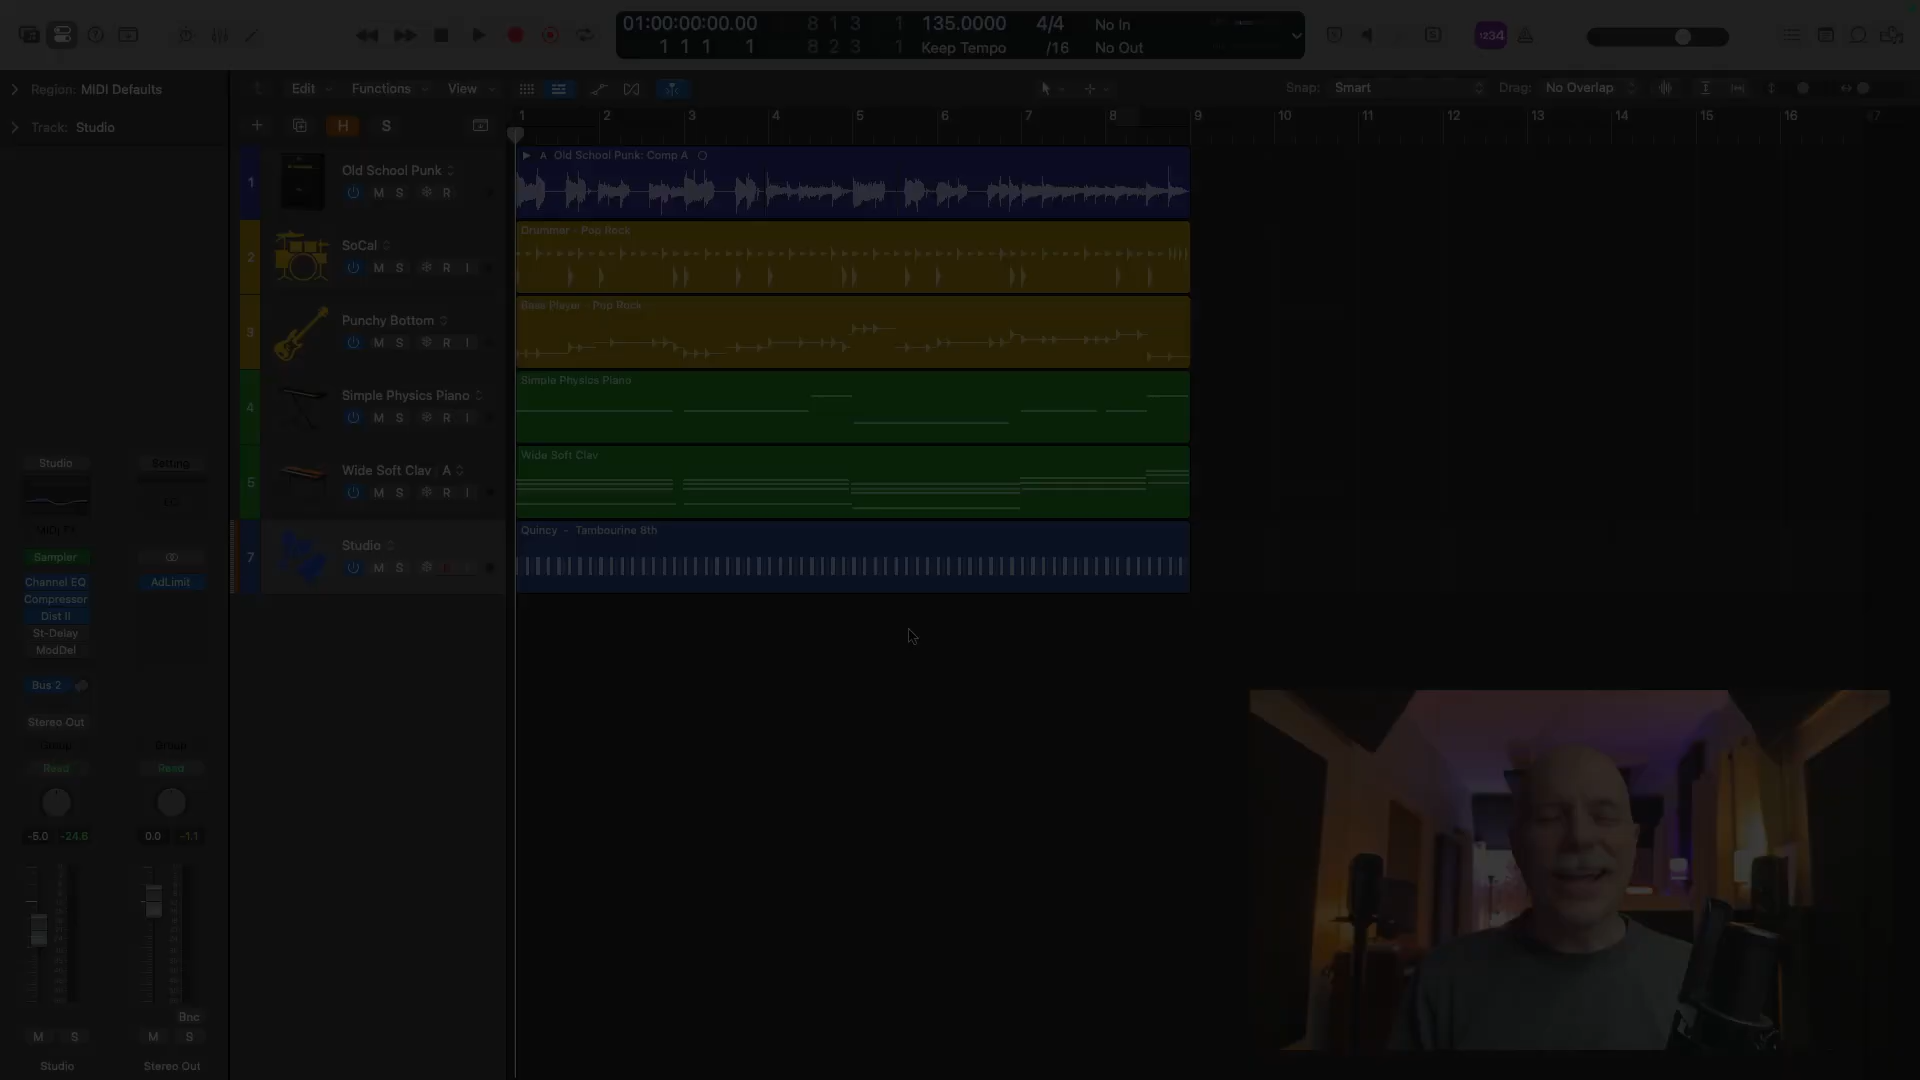 01:00:00:00.00
8 1 3 1
135.0000
4/4
No In
1 1 1 1
8 2 3 1
Keep Tempo
/16
No Out
1234
Region: MIDI Defaults
Track: Studio
Edit
Functions
View
Snap: Smart
Drag: No Overlap
H
S
1 2 3 4 5 6 7 8 9 10 11 12 13 14 15 16 17
1
Old School Punk
M S R
A Old School Punk: Comp A
2
SoCal
M S R I
Drummer - Pop Rock
3
Punchy Bottom
M S R I
Bass Player - Pop Rock
4
Simple Physics Piano
M S R I
Simple Physics Piano
5
Wide Soft Clav A
M S R I
Wide Soft Clav
7
Studio
M S
Quincy - Tambourine 8th
Studio
Setting
EQ
MIDI FX
Sampler
Channel EQ
AdLimit
Compressor
Dist II
St-Delay
ModDel
Bus 2
Stereo Out
Group
Group
Read
Read
-5.0 -24.6
0.0 -1.1
Bnc
M S
M S
Studio
Stereo Out